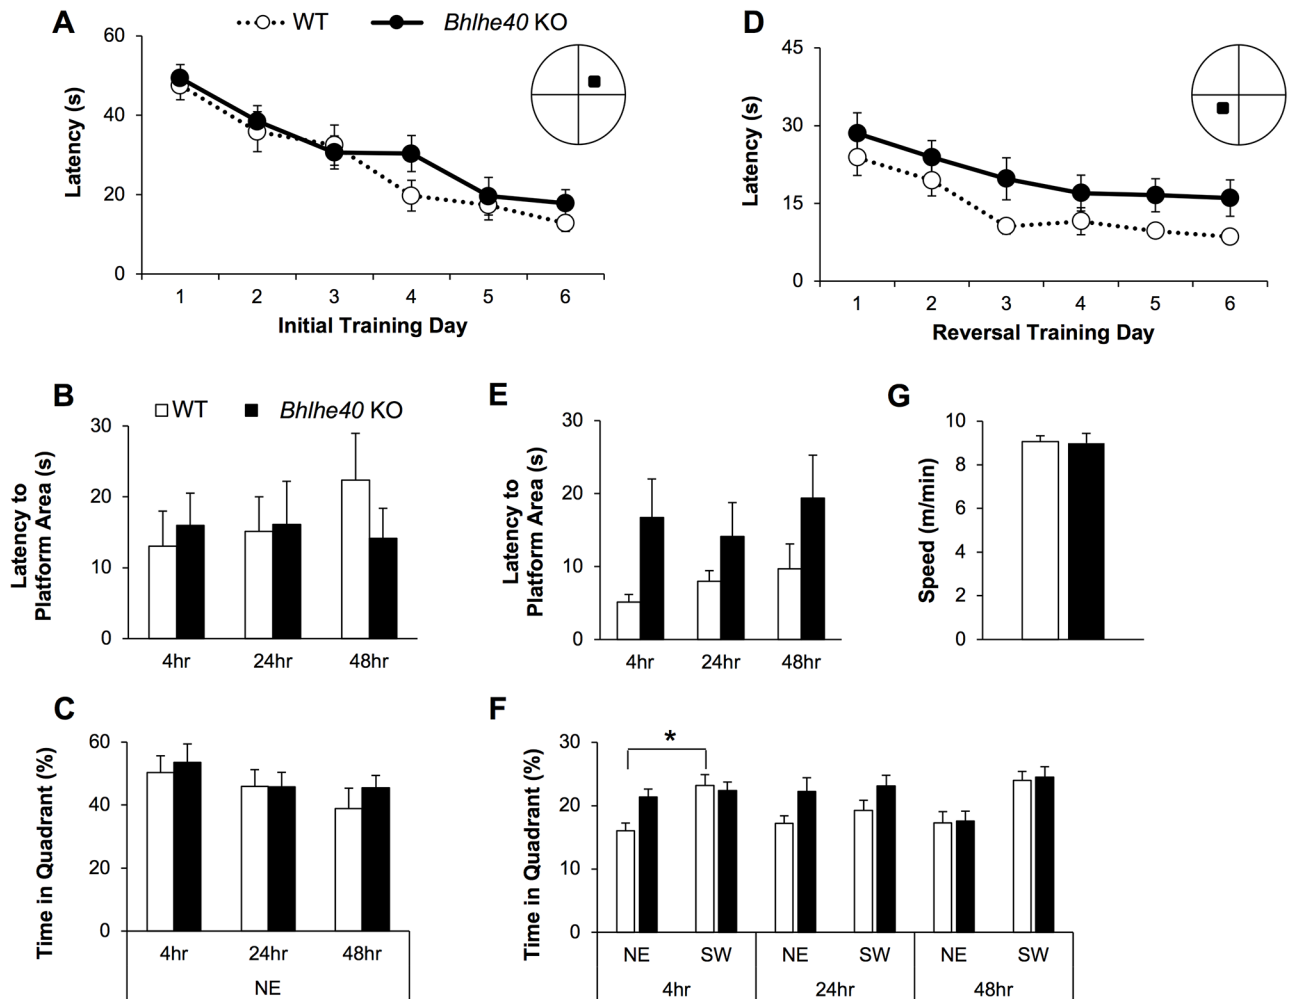 A
WT
Bhlhe40 KO
Latency (s)
60
40
20
0
1 2 3 4 5 6
Initial Training Day
D
Latency (s)
45
30
15
0
1 2 3 4 5 6
Reversal Training Day
B
WT
Bhlhe40 KO
Latency to
Platform Area (s)
30
20
10
0
4hr 24hr 48hr
E
Latency to
Platform Area (s)
30
20
10
0
4hr 24hr 48hr
G
Speed (m/min)
10
8
6
4
2
0
C
Time in Quadrant (%)
60
40
20
0
4hr 24hr 48hr
NE
F
Time in Quadrant (%)
30
20
10
0
*
NE SW NE SW NE SW
4hr 24hr 48hr